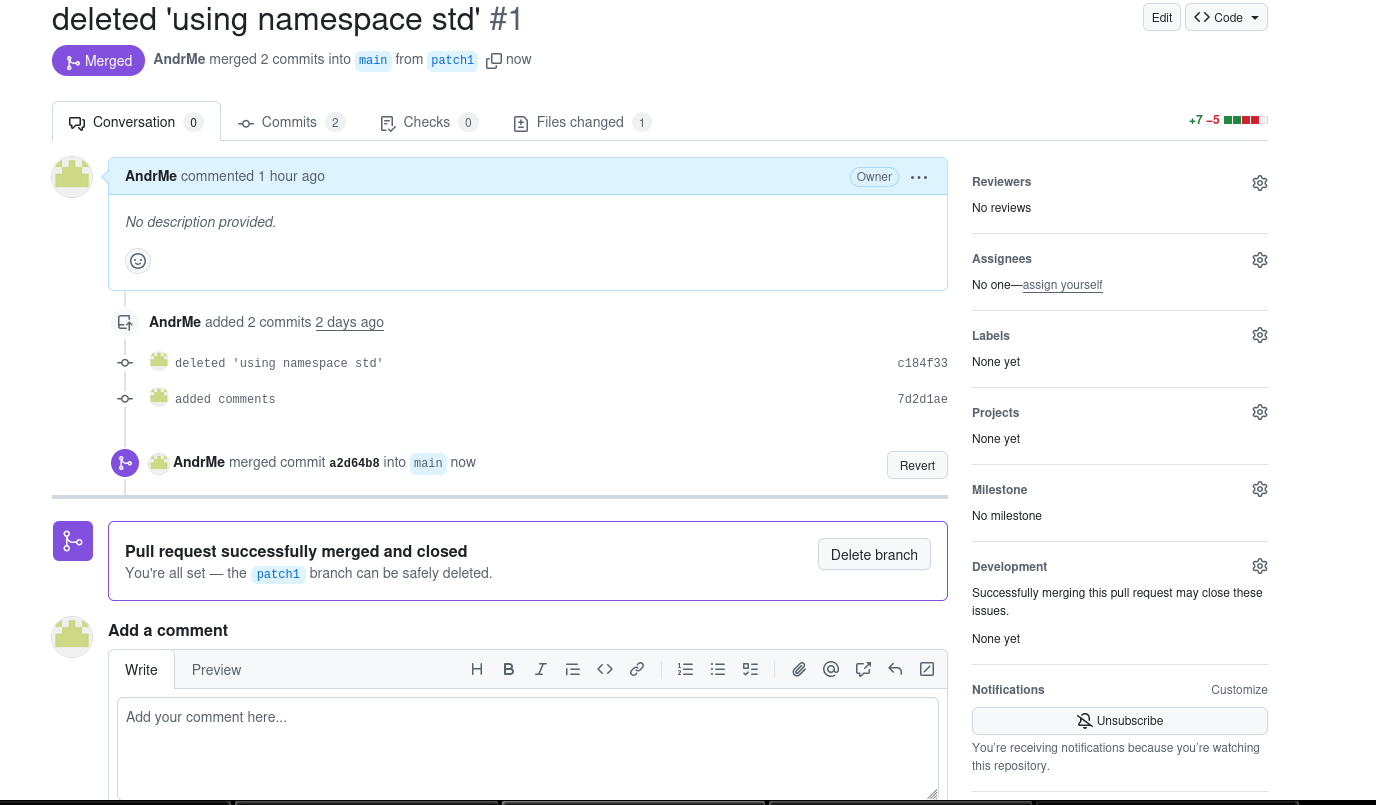 deleted 'using namespace std' #1
Edit
Code
Merged
AndrMe merged 2 commits into main from patch1 now
Conversation 0
Commits 2
Checks 0
Files changed 1
+7 −5
AndrMe commented 1 hour ago
Owner
No description provided.
AndrMe added 2 commits 2 days ago
deleted 'using namespace std'
c184f33
added comments
7d2d1ae
AndrMe merged commit a2d64b8 into main now
Revert
Pull request successfully merged and closed
You're all set — the patch1 branch can be safely deleted.
Delete branch
Add a comment
Write
Preview
Add your comment here...
Reviewers
No reviews
Assignees
No one—assign yourself
Labels
None yet
Projects
None yet
Milestone
No milestone
Development
Successfully merging this pull request may close these
issues.
None yet
Notifications
Customize
Unsubscribe
You’re receiving notifications because you’re watching
this repository.